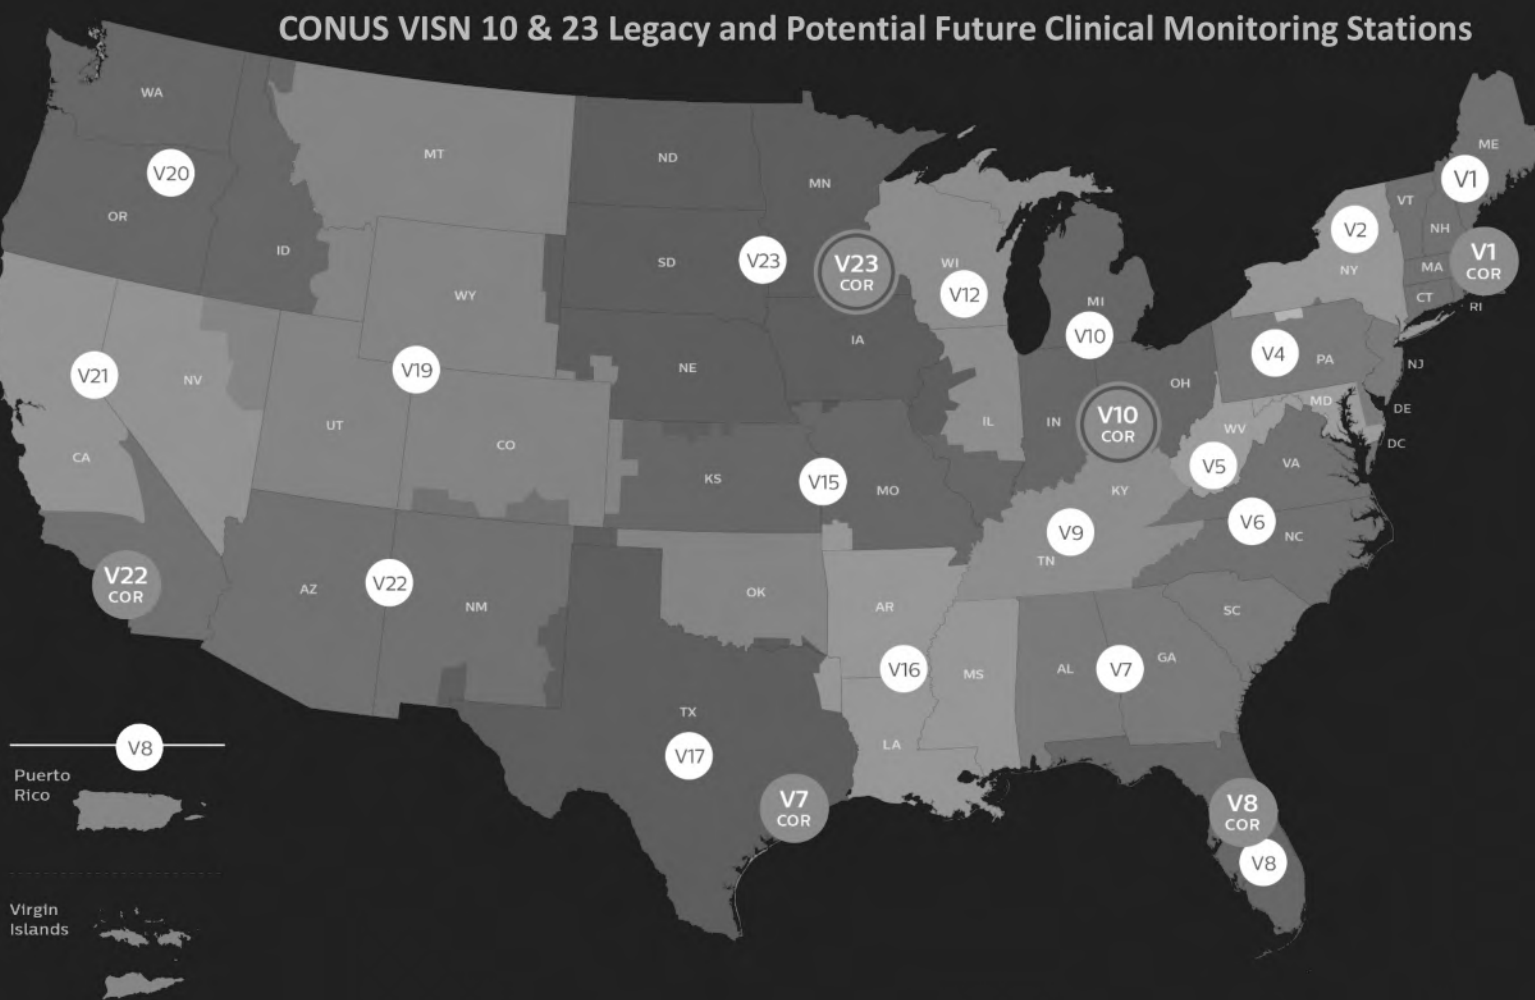 CONUS VISN 10 & 23 Legacy and Potential Future Clinical Monitoring Stations
WA
MT
ND
MN
ME
V20
V1
OR
VT
V2
NH
ID
SD
V23
V23
COR
WI
V1
COR
MA
NY
WY
V12
CT
MI
RI
V10
IA
V4
PA
NJ
V21
NV
V19
NE
OH
MD
DE
UT
IL
IN
V10
COR
WV
DC
CO
CA
V5
VA
KS
V15
MO
KY
V9
V6
NC
TN
V22
COR
AZ
V22
NM
OK
AR
SC
V16
MS
AL
V7
GA
TX
V8
LA
V17
Puerto
Rico
V7
COR
V8
COR
V8
Virgin
Islands